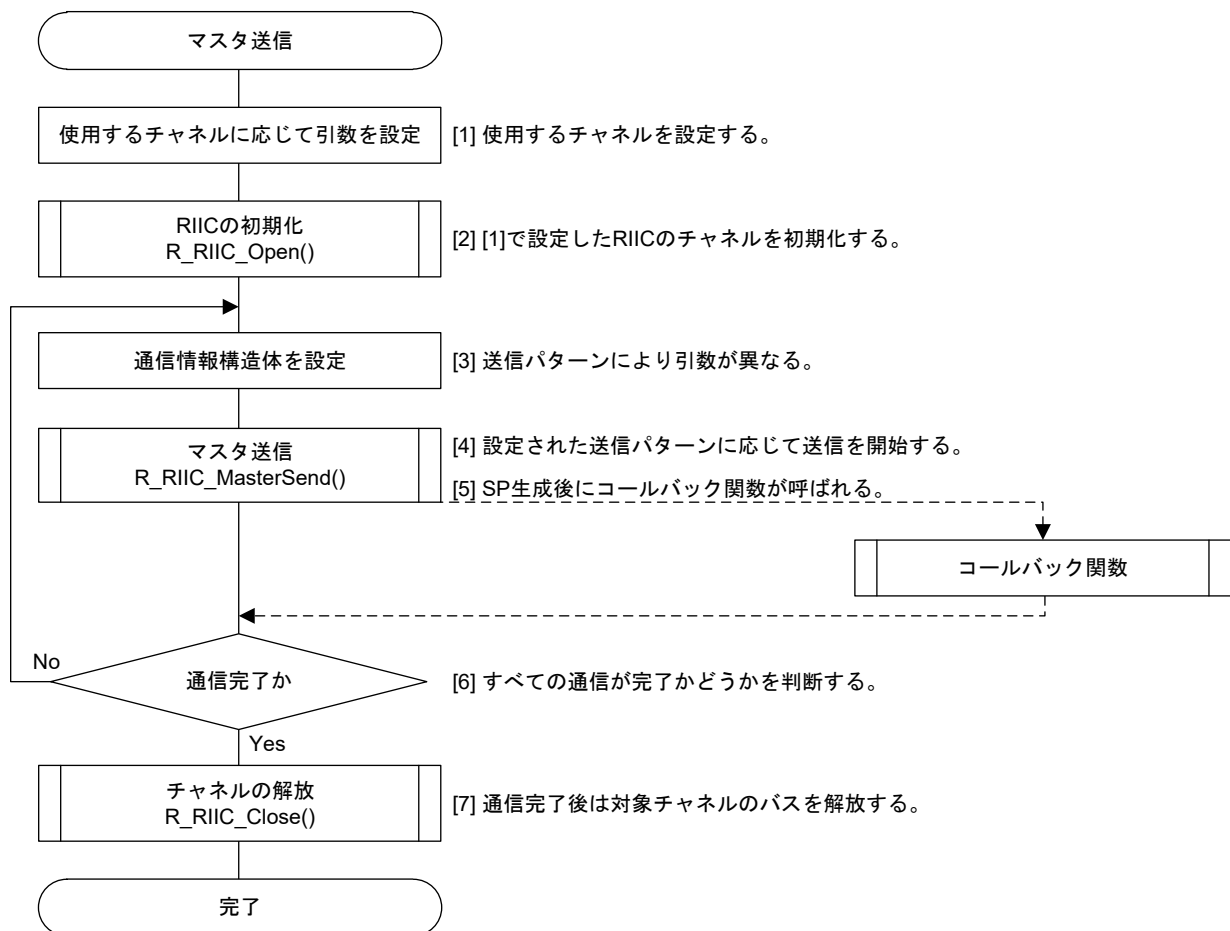 マスタ送信
使用するチャネルに応じて引数を設定
[1] 使用するチャネルを設定する。
RIICの初期化
R_RIIC_Open()
[2] [1]で設定したRIICのチャネルを初期化する。
通信情報構造体を設定
[3] 送信パターンにより引数が異なる。
マスタ送信
R_RIIC_MasterSend()
[4] 設定された送信パターンに応じて送信を開始する。
[5] SP生成後にコールバック関数が呼ばれる。
コールバック関数
No
通信完了か
[6] すべての通信が完了かどうかを判断する。
Yes
チャネルの解放
R_RIIC_Close()
[7] 通信完了後は対象チャネルのバスを解放する。
完了